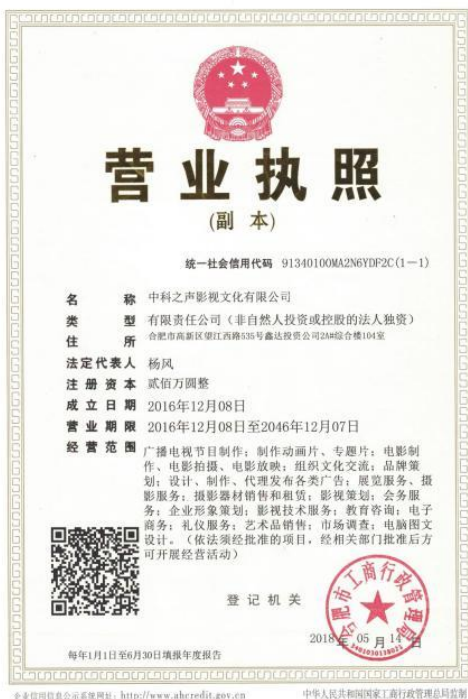 营业执照
(副 本)
统一社会信用代码 91340100MA2N6YDF2C(1-1)
名 称 中科之声影视文化有限公司
类 型 有限责任公司（非自然人投资或控股的法人独资）
住 所 合肥市高新区望江西路535号鑫达投资公司2A#综合楼104室
法定代表人 杨风
注册资本 贰佰万圆整
成立日期 2016年12月08日
营业期限 2016年12月08日至2046年12月07日
经营范围 广播电视节目制作；制作动画片、专题片；电影制
作、电影拍摄、电影放映；组织文化交流；品牌策
划；设计、制作、代理发布各类广告；展览服务、摄
影服务；摄影器材销售和租赁；影视策划；会务服
务；企业形象策划；影视技术服务；教育咨询；电子
商务；礼仪服务；艺术品销售；市场调查；电脑图文
设计。（依法须经批准的项目，经相关部门批准后方
可开展经营活动）
登记机关
合肥市工商行政管理局
2018年 05月 14日
每年1月1日至6月30日填报年度报告
企业信用信息公示系统网址：http://www.ahcredit.gov.cn
中华人民共和国国家工商行政管理总局监制